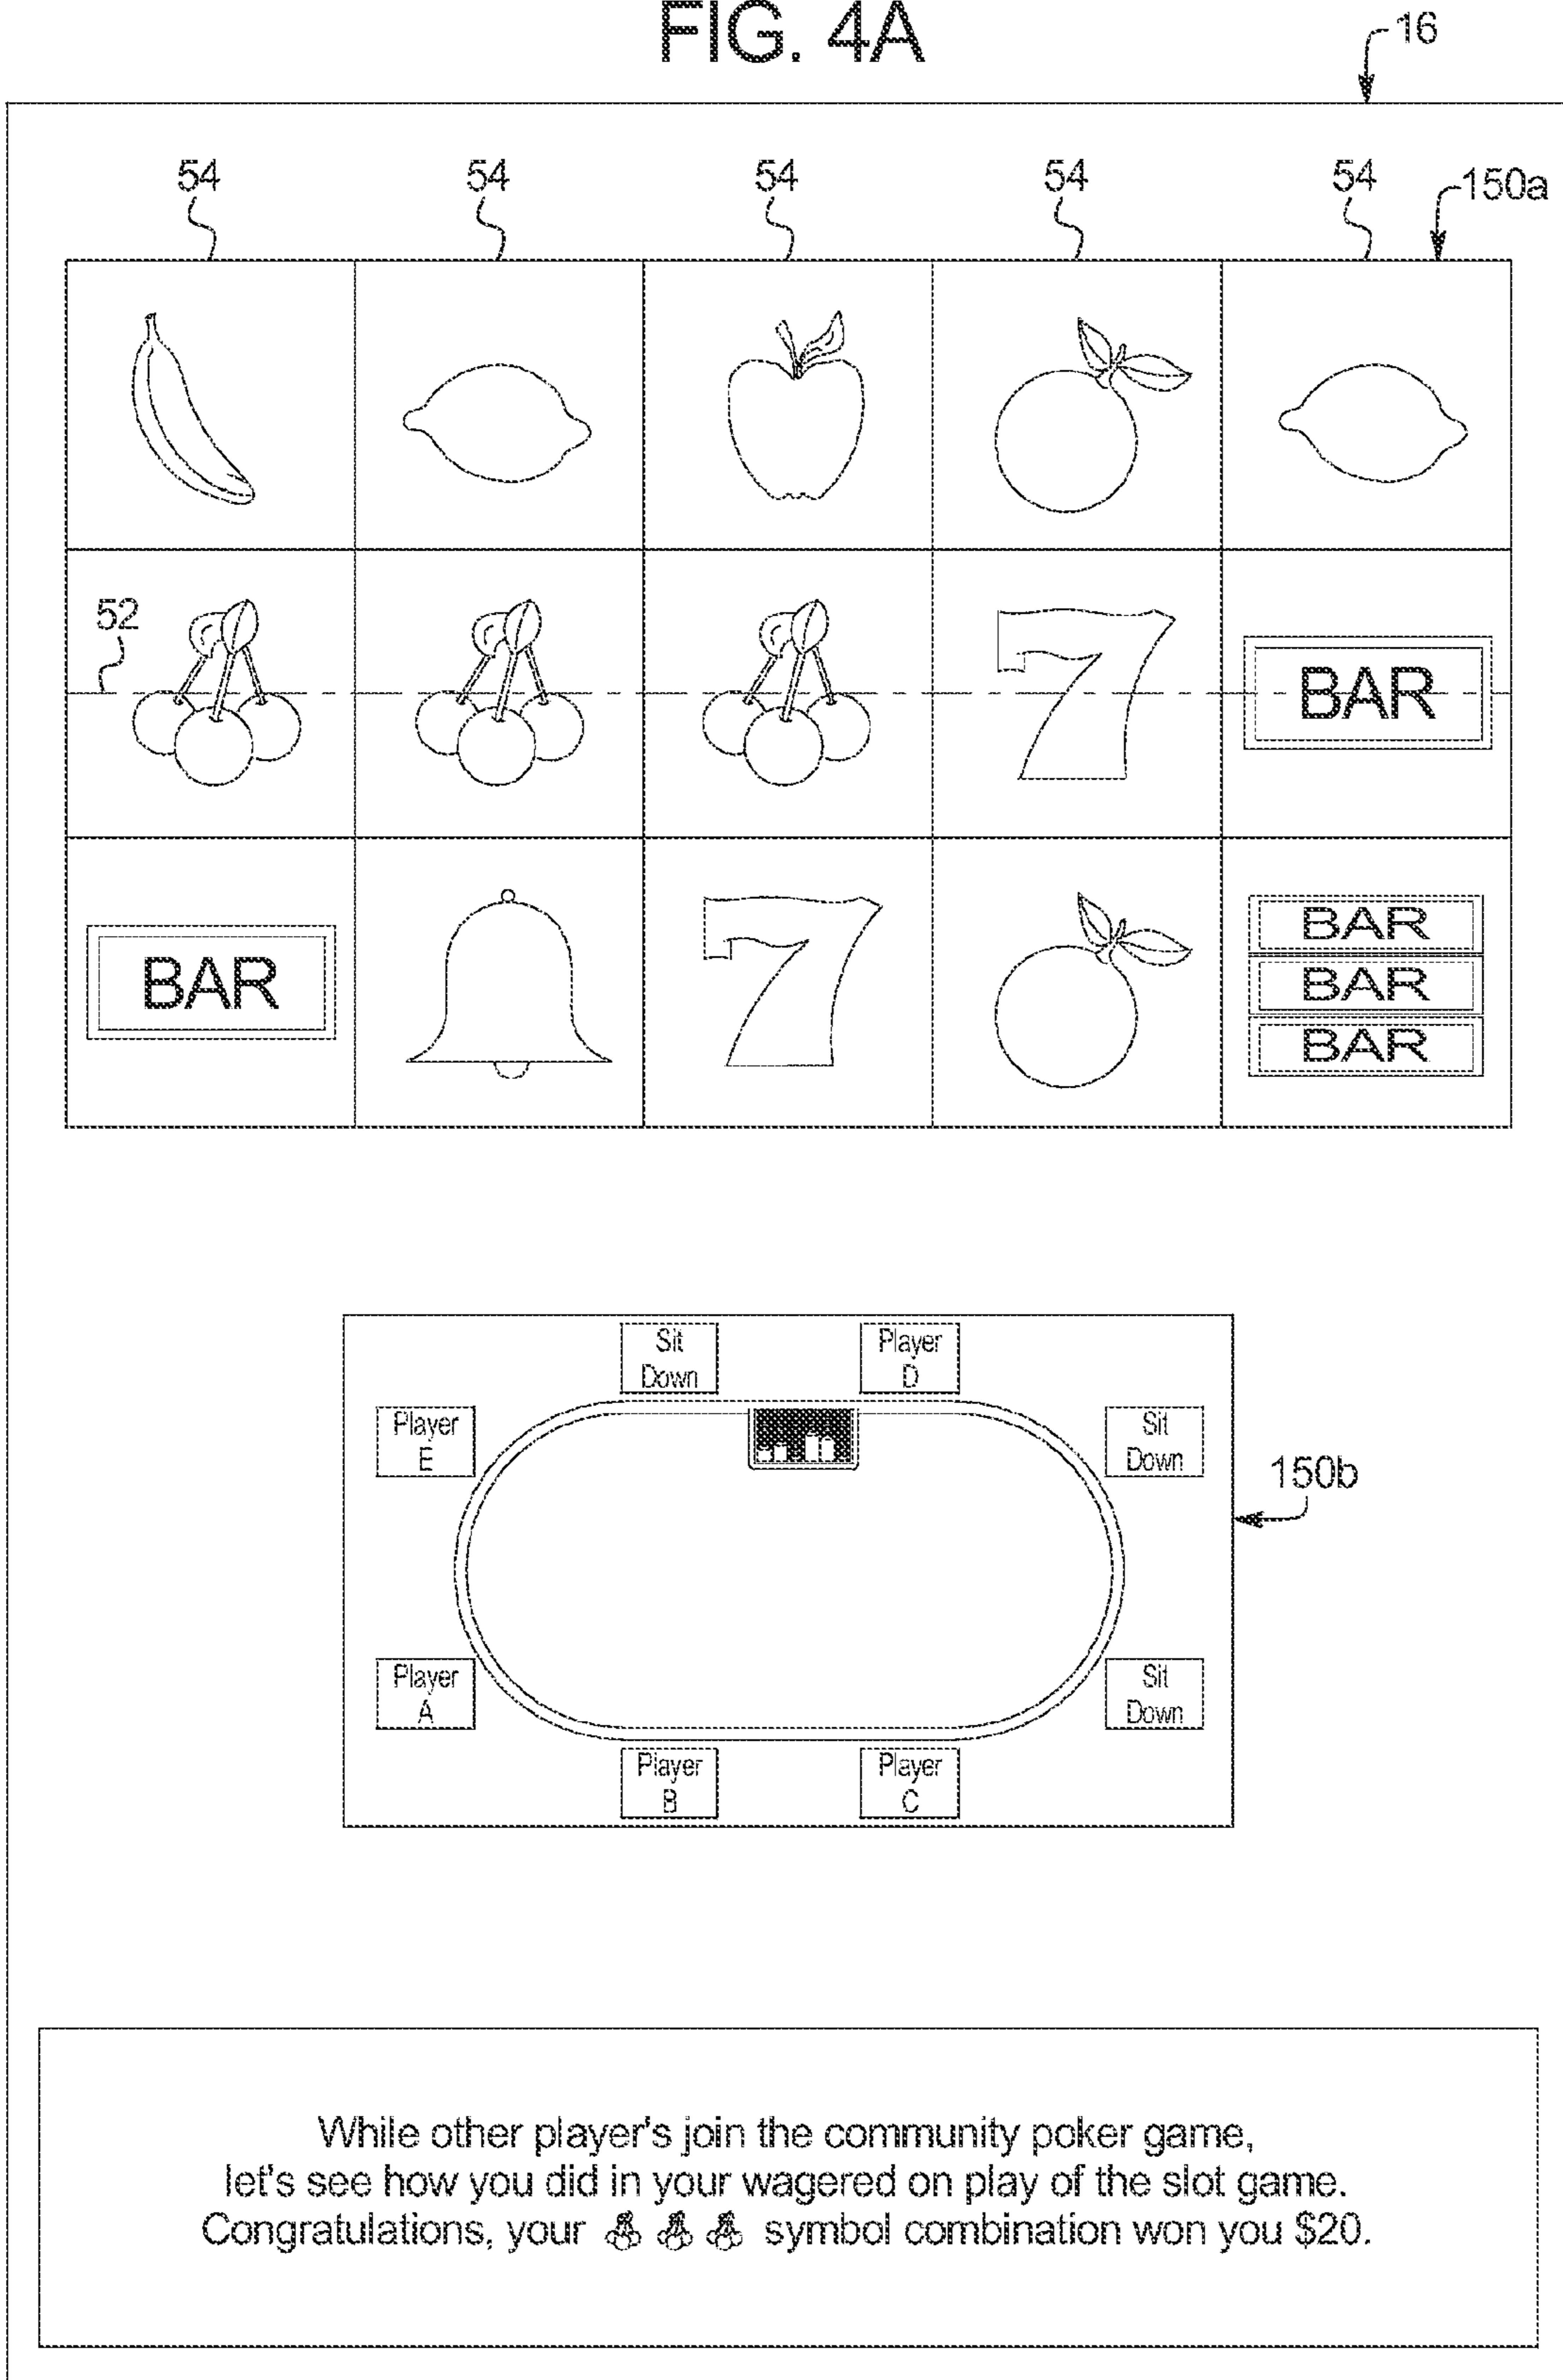 FIG. 4A
16
54 54 54 54 54 150a
52
BAR
BAR
BAR
BAR
BAR
Sit
Down
Player
D
Player
E
Sit
Down
150b
Player
A
Sit
Down
Player
B
Player
C
While other player's join the community poker game,
let's see how you did in your wagered on play of the slot game.
Congratulations, your symbol combination won you $20.